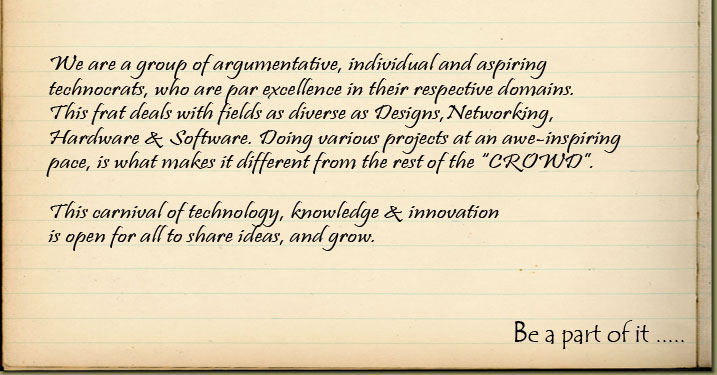 We are a group of argumentative, individual and aspiring
technocrats, who are par excellence in their respective domains.
This frat deals with fields as diverse as Designs, Networking,
Hardware & Software. Doing various projects at an awe-inspiring
pace, is what makes it different from the rest of the "CROWD".
This carnival of technology, knowledge & innovation
is open for all to share ideas, and grow.
Be a part of it .....